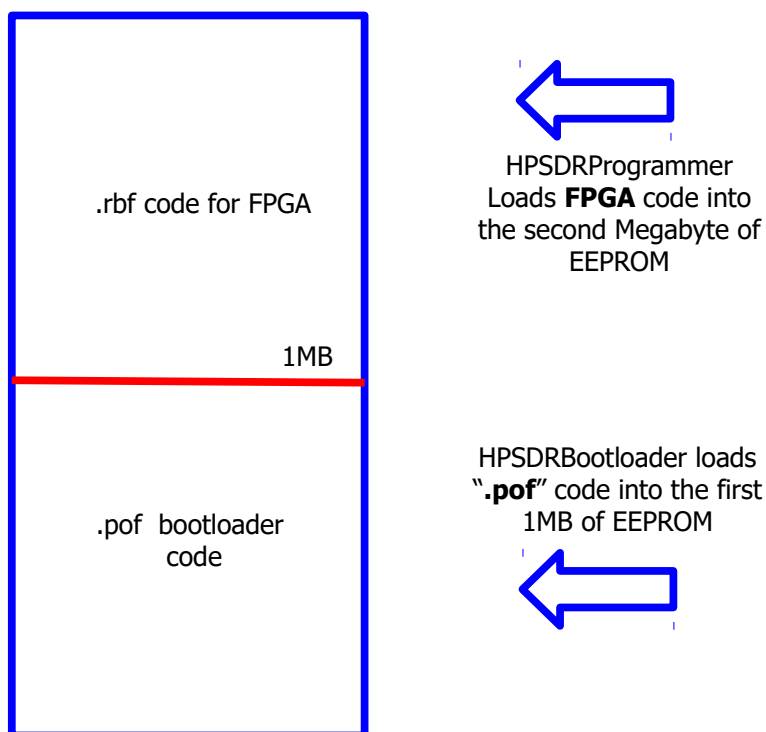 .rbf code for FPGA
1MB
.pof bootloader
code
HPSDRProgrammer
Loads FPGA code into
the second Megabyte of
EEPROM
HPSDRBootloader loads
“.pof” code into the first
1MB of EEPROM